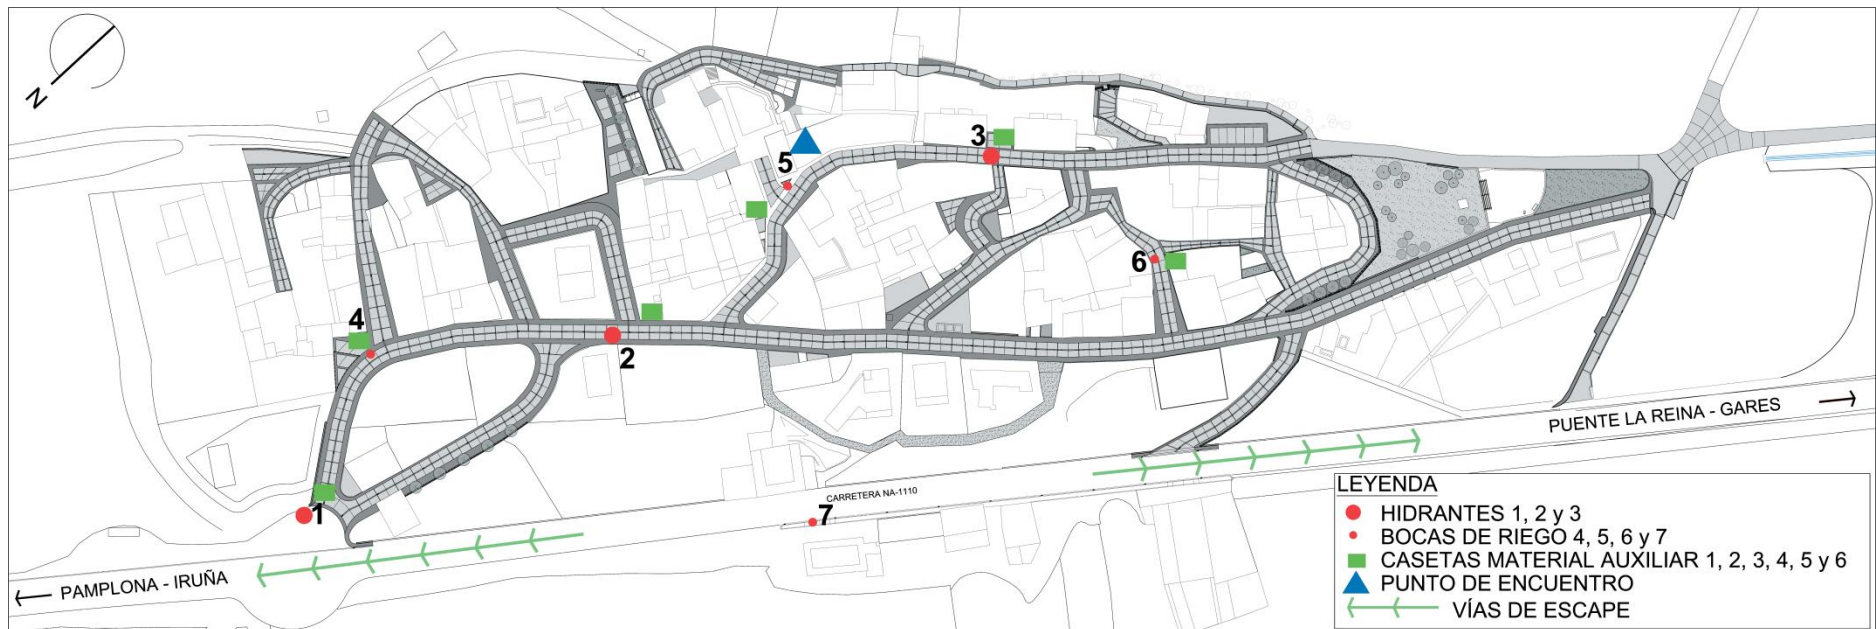 N
3
5
6
4
2
1
7
CARRETERA NA-1110
PUENTE LA REINA - GARES
PAMPLONA - IRUÑA
LEYENDA
HIDRANTES 1, 2 y 3
BOCAS DE RIEGO 4, 5, 6 y 7
CASETAS MATERIAL AUXILIAR 1, 2, 3, 4, 5 y 6
PUNTO DE ENCUENTRO
VÍAS DE ESCAPE